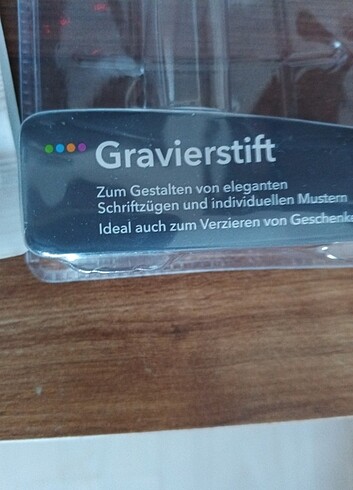 Gravierstift
Zum Gestalten von eleganten
Schriftzügen und individuellen Mustern
Ideal auch zum Verzieren von Geschenke